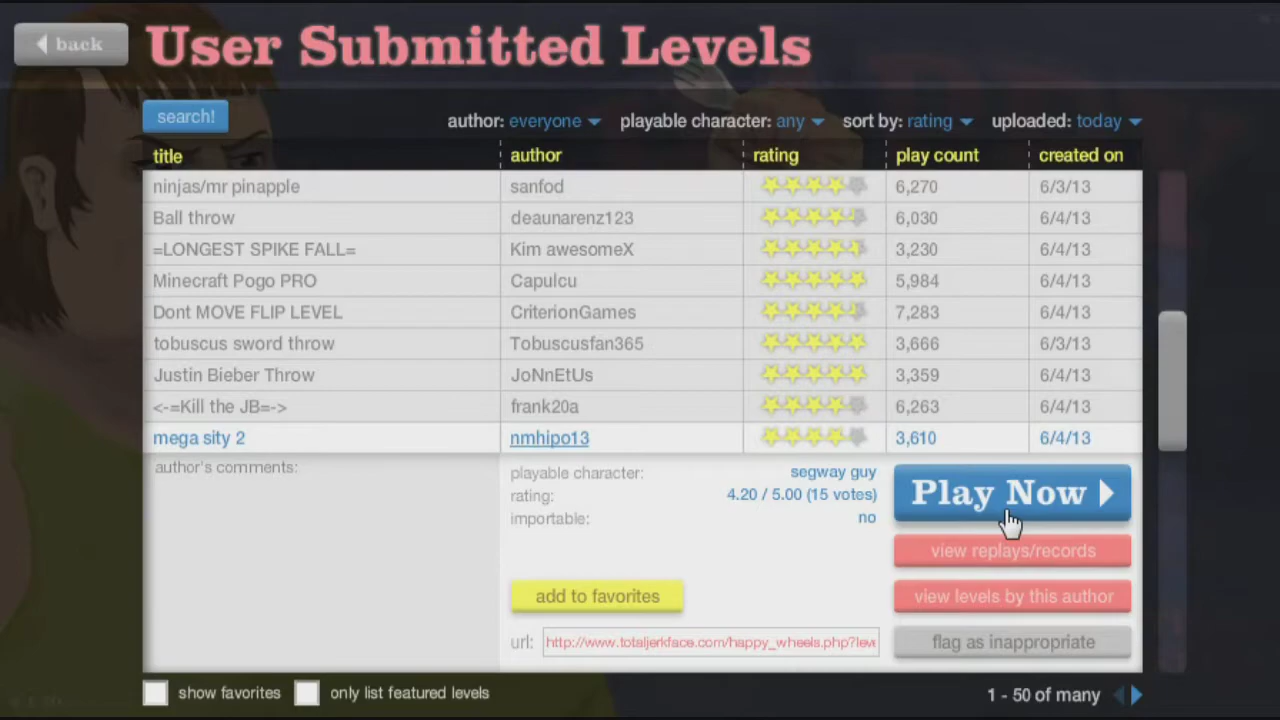 back
User Submitted Levels
search!
author: everyone playable character: any sort by: rating uploaded: today
title author rating play count created on
ninjas/mr pinapple sanfod 6,270 6/3/13
Ball throw deaunarenz123 6,030 6/4/13
=LONGEST SPIKE FALL= Kim awesomeX 3,230 6/4/13
Minecraft Pogo PRO Capulcu 5,984 6/4/13
Dont MOVE FLIP LEVEL CriterionGames 7,283 6/4/13
tobuscus sword throw Tobuscusfan365 3,666 6/3/13
Justin Bieber Throw JoNnEtUs 3,359 6/4/13
<-=Kill the JB=-> frank20a 6,263 6/4/13
mega sity 2 nmhipo13 3,610 6/4/13
author's comments:
playable character: segway guy
rating: 4.20 / 5.00 (15 votes)
importable: no
Play Now
view replays/records
add to favorites
view levels by this author
url: http://www.totaljerkface.com/happy_wheels.php?leve
flag as inappropriate
show favorites only list featured levels
1 - 50 of many